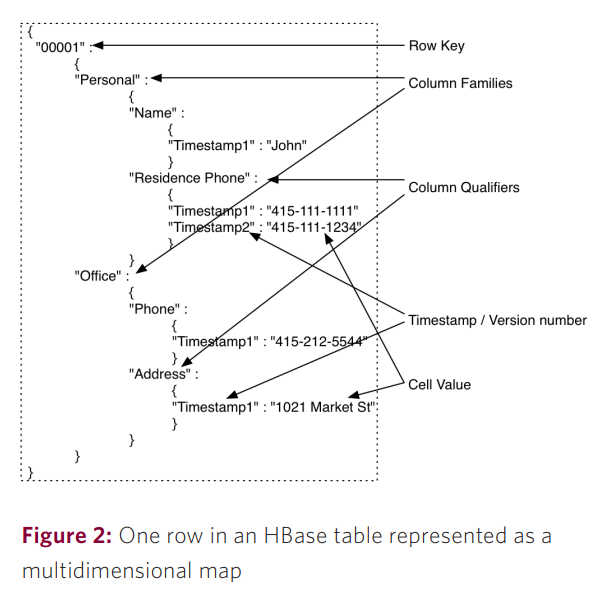 {
"00001" :
Row Key
{
"Personal" :
Column Families
{
"Name" :
{
"Timestamp1" : "John"
}
"Residence Phone" :
Column Qualifiers
{
"Timestamp1" : "415-111-1111"
"Timestamp2" : "415-111-1234"
}
}
"Office" :
{
"Phone" :
Timestamp / Version number
{
"Timestamp1" : "415-212-5544"
}
"Address" :
Cell Value
{
"Timestamp1" : "1021 Market St"
}
}
}
}
Figure 2: One row in an HBase table represented as a
multidimensional map